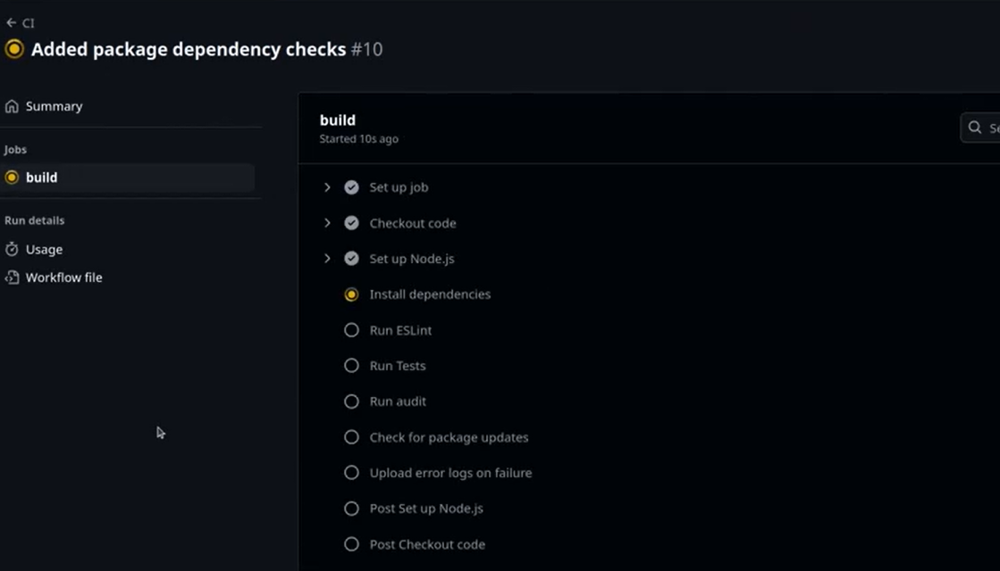 CI
Added package dependency checks #10
Summary
Jobs
build
Run details
Usage
Workflow file
build
Started 10s ago
Set up job
Checkout code
Set up Node.js
Install dependencies
Run ESLint
Run Tests
Run audit
Check for package updates
Upload error logs on failure
Post Set up Node.js
Post Checkout code